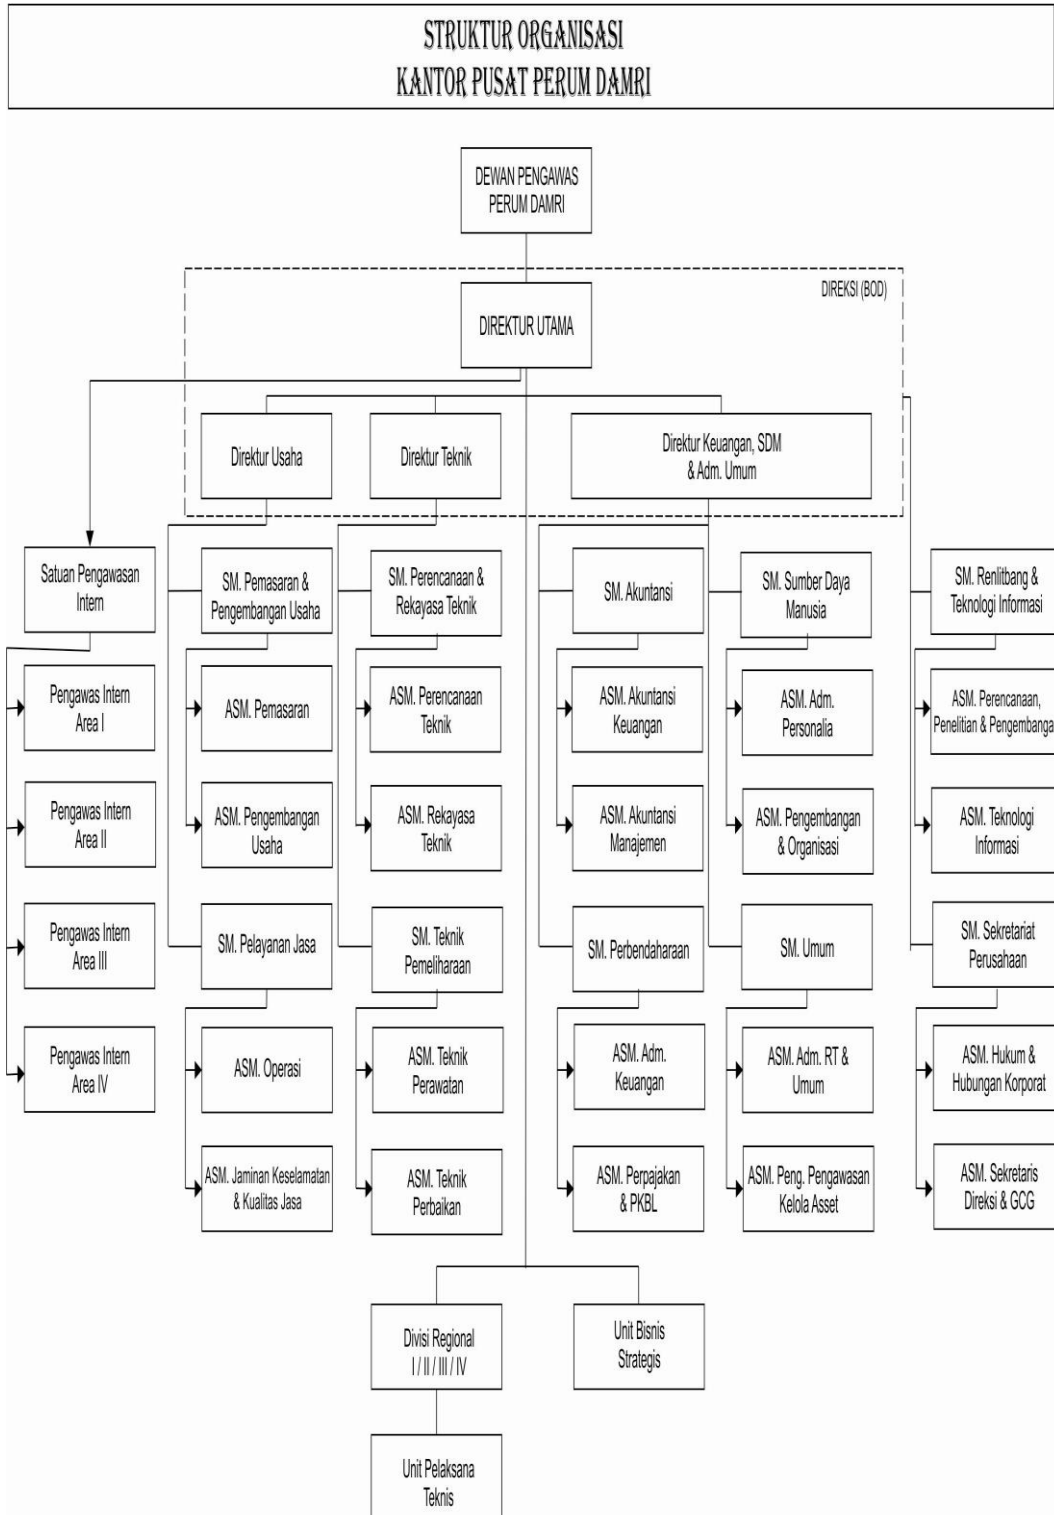 STRUKTUR ORGANISASI
KANTOR PUSAT PERUM DAMRI
DEWAN PENGAWAS
PERUM DAMRI
DIREKSI (BOD)
DIREKTUR UTAMA
Direktur Usaha
Direktur Teknik
Direktur Keuangan, SDM
& Adm. Umum
Satuan Pengawasan
Intern
SM. Pemasaran &
Pengembangan Usaha
SM. Perencanaan &
Rekayasa Teknik
SM. Akuntansi
SM. Sumber Daya
Manusia
SM. Renlitbang &
Teknologi Informasi
Pengawas Intern
Area I
ASM. Pemasaran
ASM. Perencanaan
Teknik
ASM. Akuntansi
Keuangan
ASM. Adm.
Personalia
ASM. Perencanaan,
Penelitian & Pengembanga
Pengawas Intern
Area II
ASM. Pengembangan
Usaha
ASM. Rekayasa
Teknik
ASM. Akuntansi
Manajemen
ASM. Pengembangan
& Organisasi
ASM. Teknologi
Informasi
Pengawas Intern
Area III
SM. Pelayanan Jasa
SM. Teknik
Pemeliharaan
SM. Perbendaharaan
SM. Umum
SM. Sekretariat
Perusahaan
Pengawas Intern
Area IV
ASM. Operasi
ASM. Teknik
Perawatan
ASM. Adm.
Keuangan
ASM. Adm. RT &
Umum
ASM. Hukum &
Hubungan Korporat
ASM. Jaminan Keselamatan
& Kualitas Jasa
ASM. Teknik
Perbaikan
ASM. Perpajakan
& PKBL
ASM. Peng. Pengawasan
Kelola Asset
ASM. Sekretaris
Direksi & GCG
Divisi Regional
I / II / III / IV
Unit Bisnis
Strategis
Unit Pelaksana
Teknis